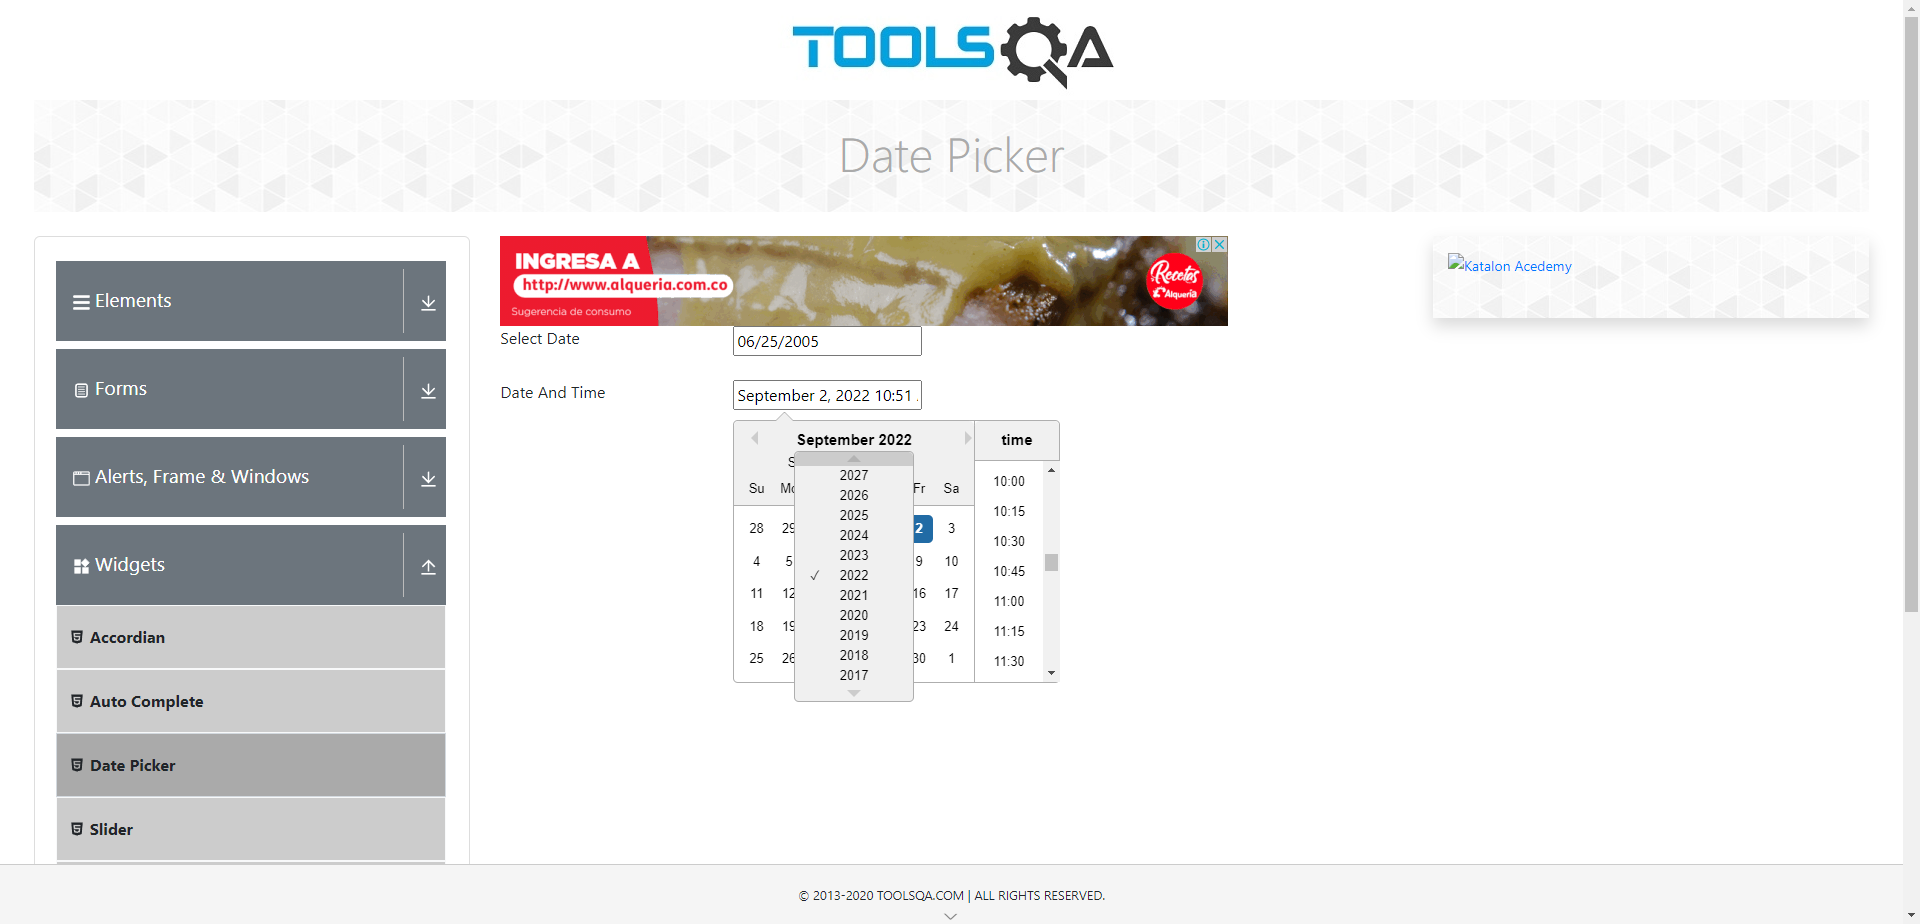 TOOLSQA
Date Picker
INGRESA A
http://www.alqueria.com.co
Sugerencia de consumo
Recetas
Alquería
Katalon Acedemy
Elements
Forms
Alerts, Frame & Windows
Widgets
Accordian
Auto Complete
Date Picker
Slider
Select Date
06/25/2005
Date And Time
September 2, 2022 10:51
September 2022
time
2027
2026
2025
2024
2023
✓ 2022
2021
2020
2019
2018
2017
Su Mo Fr Sa
28 29 2 3
4 5 9 10
11 12 16 17
18 19 23 24
25 26 30 1
10:00
10:15
10:30
10:45
11:00
11:15
11:30
© 2013-2020 TOOLSQA.COM | ALL RIGHTS RESERVED.